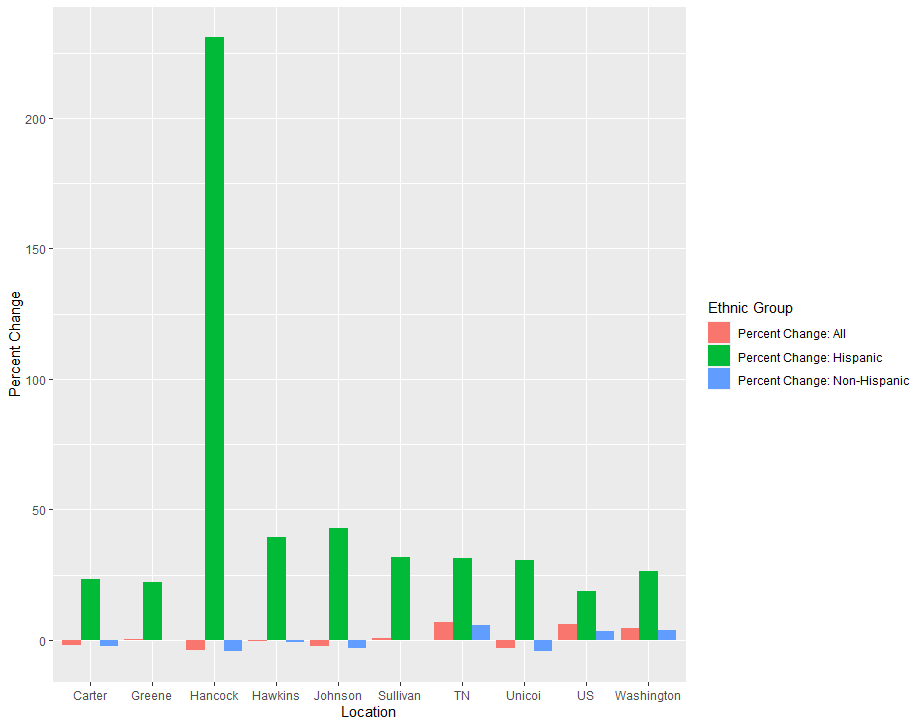 Percent Change
200
150
100
50
0
Carter Greene Hancock Hawkins Johnson Sullivan TN Unicoi US Washington
Location
Ethnic Group
Percent Change: All
Percent Change: Hispanic
Percent Change: Non-Hispanic